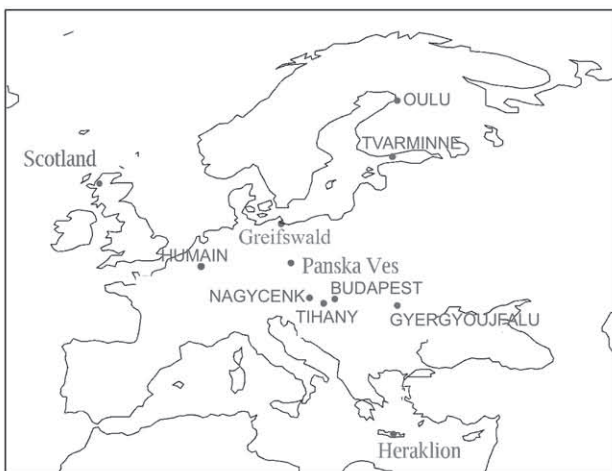 OULU
TVARMINNE
Scotland
Greifswald
HUMAIN
Panska Ves
NAGYCENK
BUDAPEST
TIHANY
GYERGYOUJFALU
Heraklion